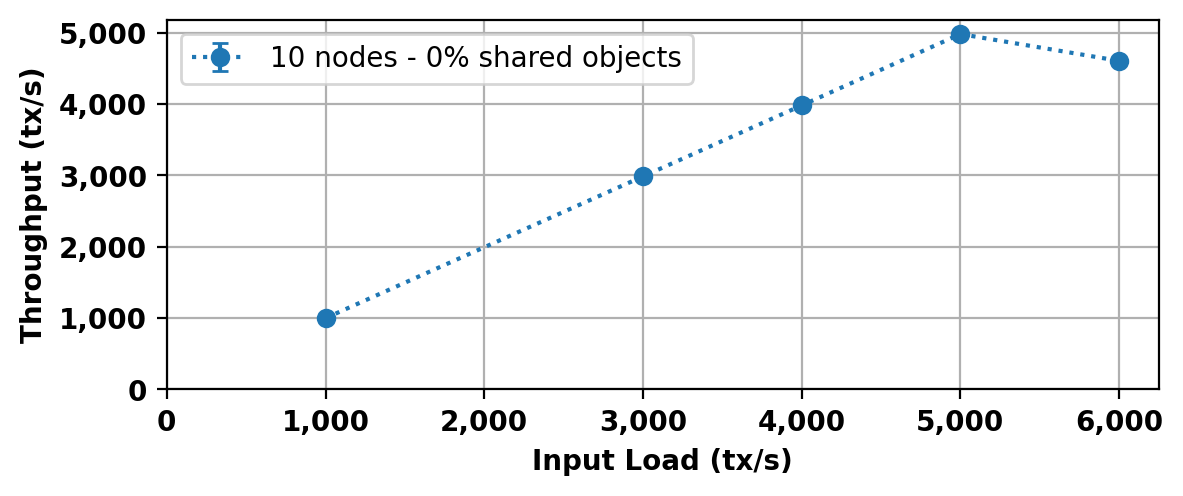 10 nodes - 0% shared objects
Throughput (tx/s)
5,000
4,000
3,000
2,000
1,000
0
0 1,000 2,000 3,000 4,000 5,000 6,000
Input Load (tx/s)